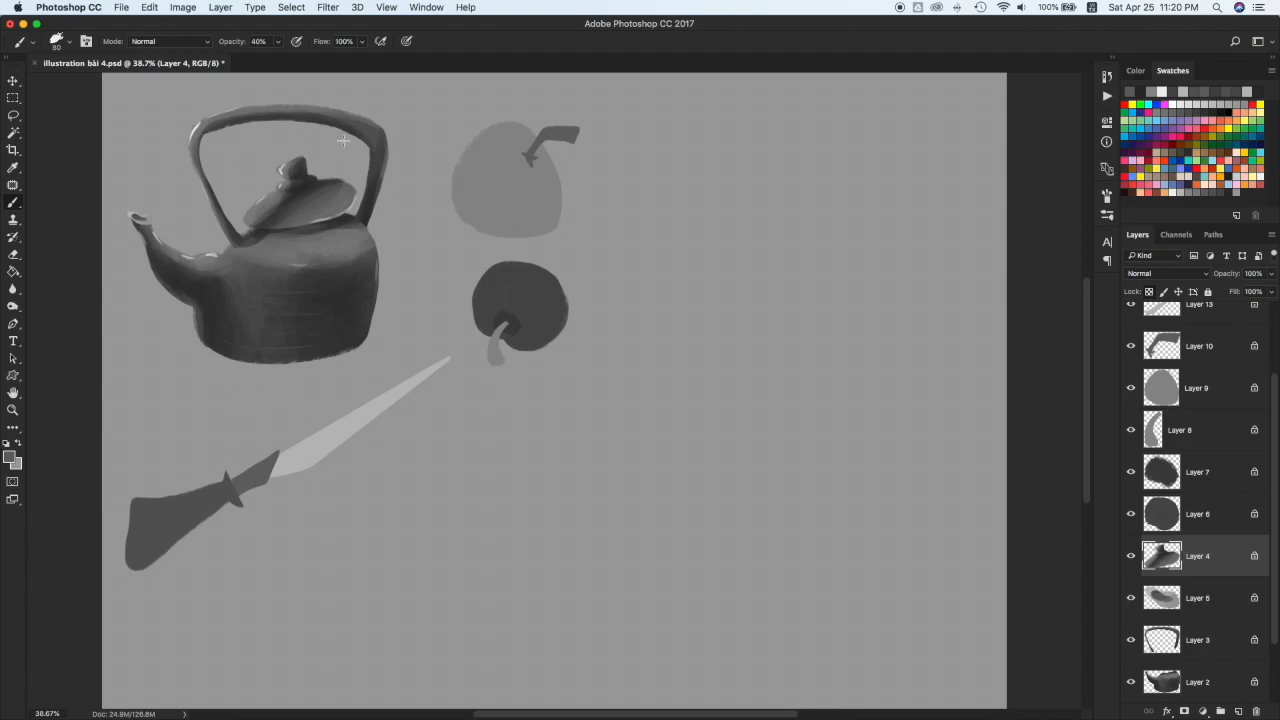 Photoshop CC File Edit Image Layer Type Select Filter 3D View Window Help 100% Sat Apr 25 11:20 PM
Adobe Photoshop CC 2017
80 Mode: Normal Opacity: 40% Flow: 100%
illustration bài 4.psd @ 38.7% (Layer 4, RGB/8) *
Color Swatches
Layers Channels Paths
Kind
Normal Opacity: 100%
Lock: Fill: 100%
Layer 13
Layer 10
Layer 9
Layer 8
Layer 7
Layer 6
Layer 4
Layer 5
Layer 3
Layer 2
38.67% Doc: 24.9M/126.8M